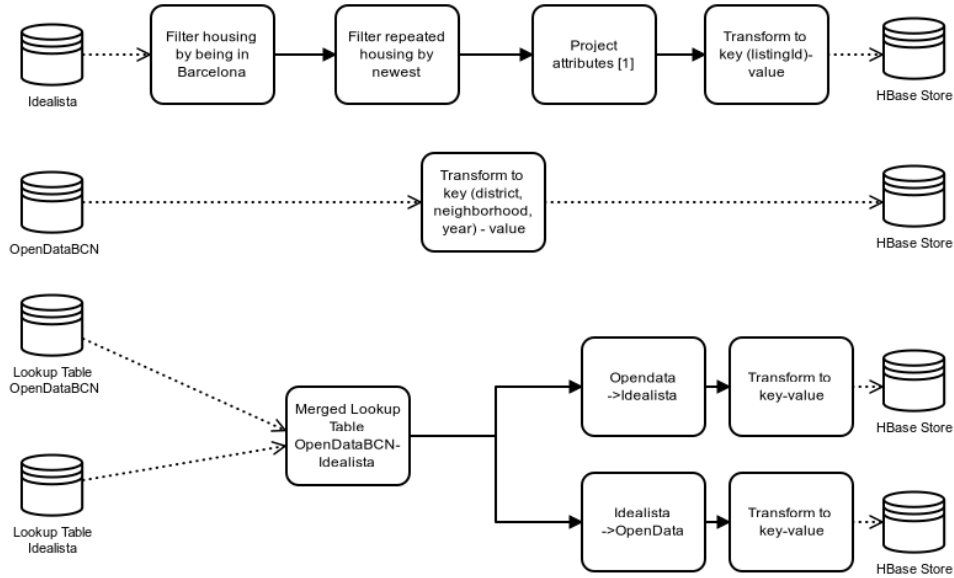 Idealista
Filter housing
by being in
Barcelona
Filter repeated
housing by
newest
Project
attributes [1]
Transform to
key (listingId)-
value
HBase Store
OpenDataBCN
Transform to
key (district,
neighborhood,
year) - value
HBase Store
Lookup Table
OpenDataBCN
Lookup Table
Idealista
Merged Lookup
Table
OpenDataBCN-
Idealista
Opendata
->Idealista
Transform to
key-value
HBase Store
Idealista
->OpenData
Transform to
key-value
HBase Store